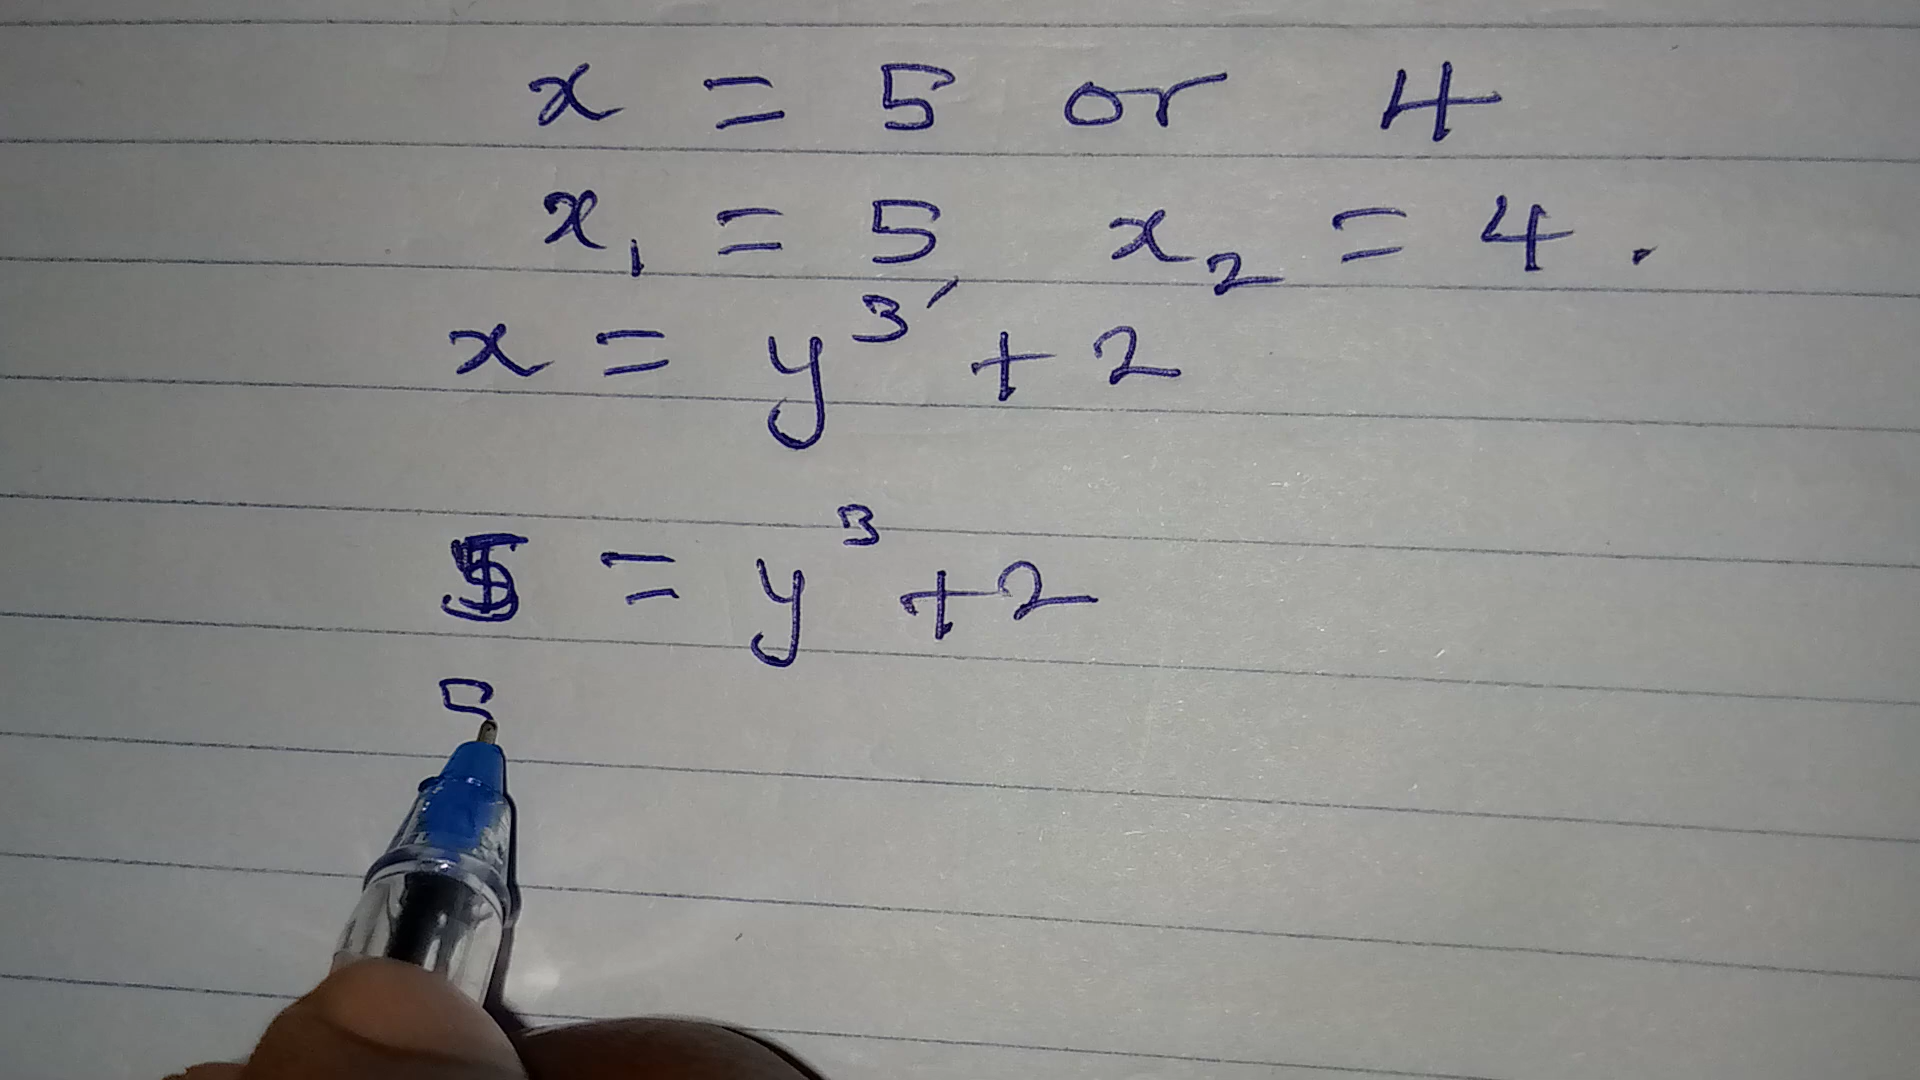 x = 5 or 4
x₁ = 5 x₂ = 4.
x = y³ + 2
5 = y³ + 2
5